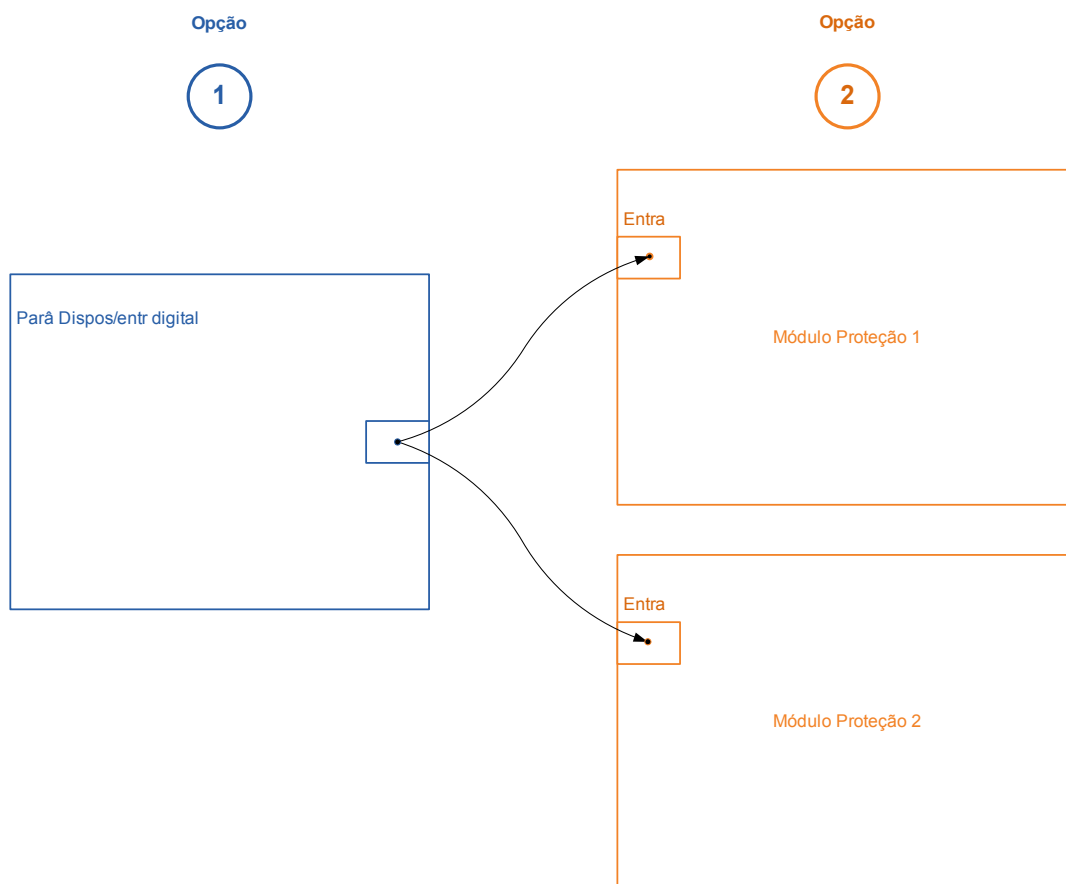 Opção
1
Opção
2
Parâ Dispos/entr digital
Entra
Módulo Proteção 1
Entra
Módulo Proteção 2